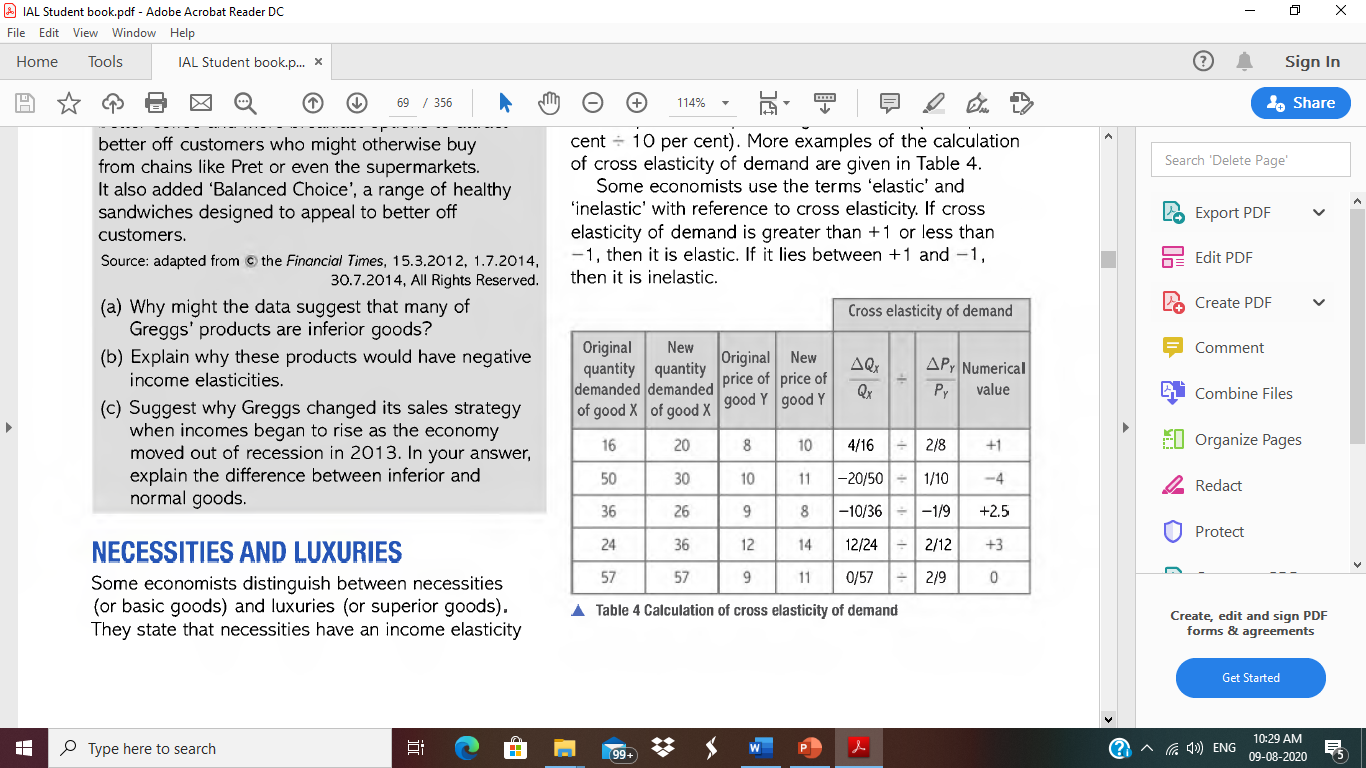 IAL Student book.pdf - Adobe Acrobat Reader DC
File Edit View Window Help
Home Tools IAL Student book.p... ×
Sign In
69 / 356
114%
Share
better off customers who might otherwise buy
from chains like Pret or even the supermarkets.
It also added ‘Balanced Choice’, a range of healthy
sandwiches designed to appeal to better off
customers.
Source: adapted from © the Financial Times, 15.3.2012, 1.7.2014,
30.7.2014, All Rights Reserved.
(a) Why might the data suggest that many of
Greggs’ products are inferior goods?
(b) Explain why these products would have negative
income elasticities.
(c) Suggest why Greggs changed its sales strategy
when incomes began to rise as the economy
moved out of recession in 2013. In your answer,
explain the difference between inferior and
normal goods.
NECESSITIES AND LUXURIES
Some economists distinguish between necessities
(or basic goods) and luxuries (or superior goods).
They state that necessities have an income elasticity
cent ÷ 10 per cent). More examples of the calculation
of cross elasticity of demand are given in Table 4.
Some economists use the terms ‘elastic’ and
‘inelastic’ with reference to cross elasticity. If cross
elasticity of demand is greater than +1 or less than
−1, then it is elastic. If it lies between +1 and −1,
then it is inelastic.
Cross elasticity of demand
Original quantity demanded of good X New quantity demanded of good X Original price of good Y New price of good Y ΔQx/Qx ÷ ΔPY/PY Numerical value
16 20 8 10 4/16 ÷ 2/8 +1
50 30 10 11 −20/50 ÷ 1/10 −4
36 26 9 8 −10/36 ÷ −1/9 +2.5
24 36 12 14 12/24 ÷ 2/12 +3
57 57 9 11 0/57 ÷ 2/9 0
▲ Table 4 Calculation of cross elasticity of demand
Search 'Delete Page'
Export PDF
Edit PDF
Create PDF
Comment
Combine Files
Organize Pages
Redact
Protect
Create, edit and sign PDF
forms & agreements
Get Started
Type here to search
99+
ENG
10:29 AM
09-08-2020
5